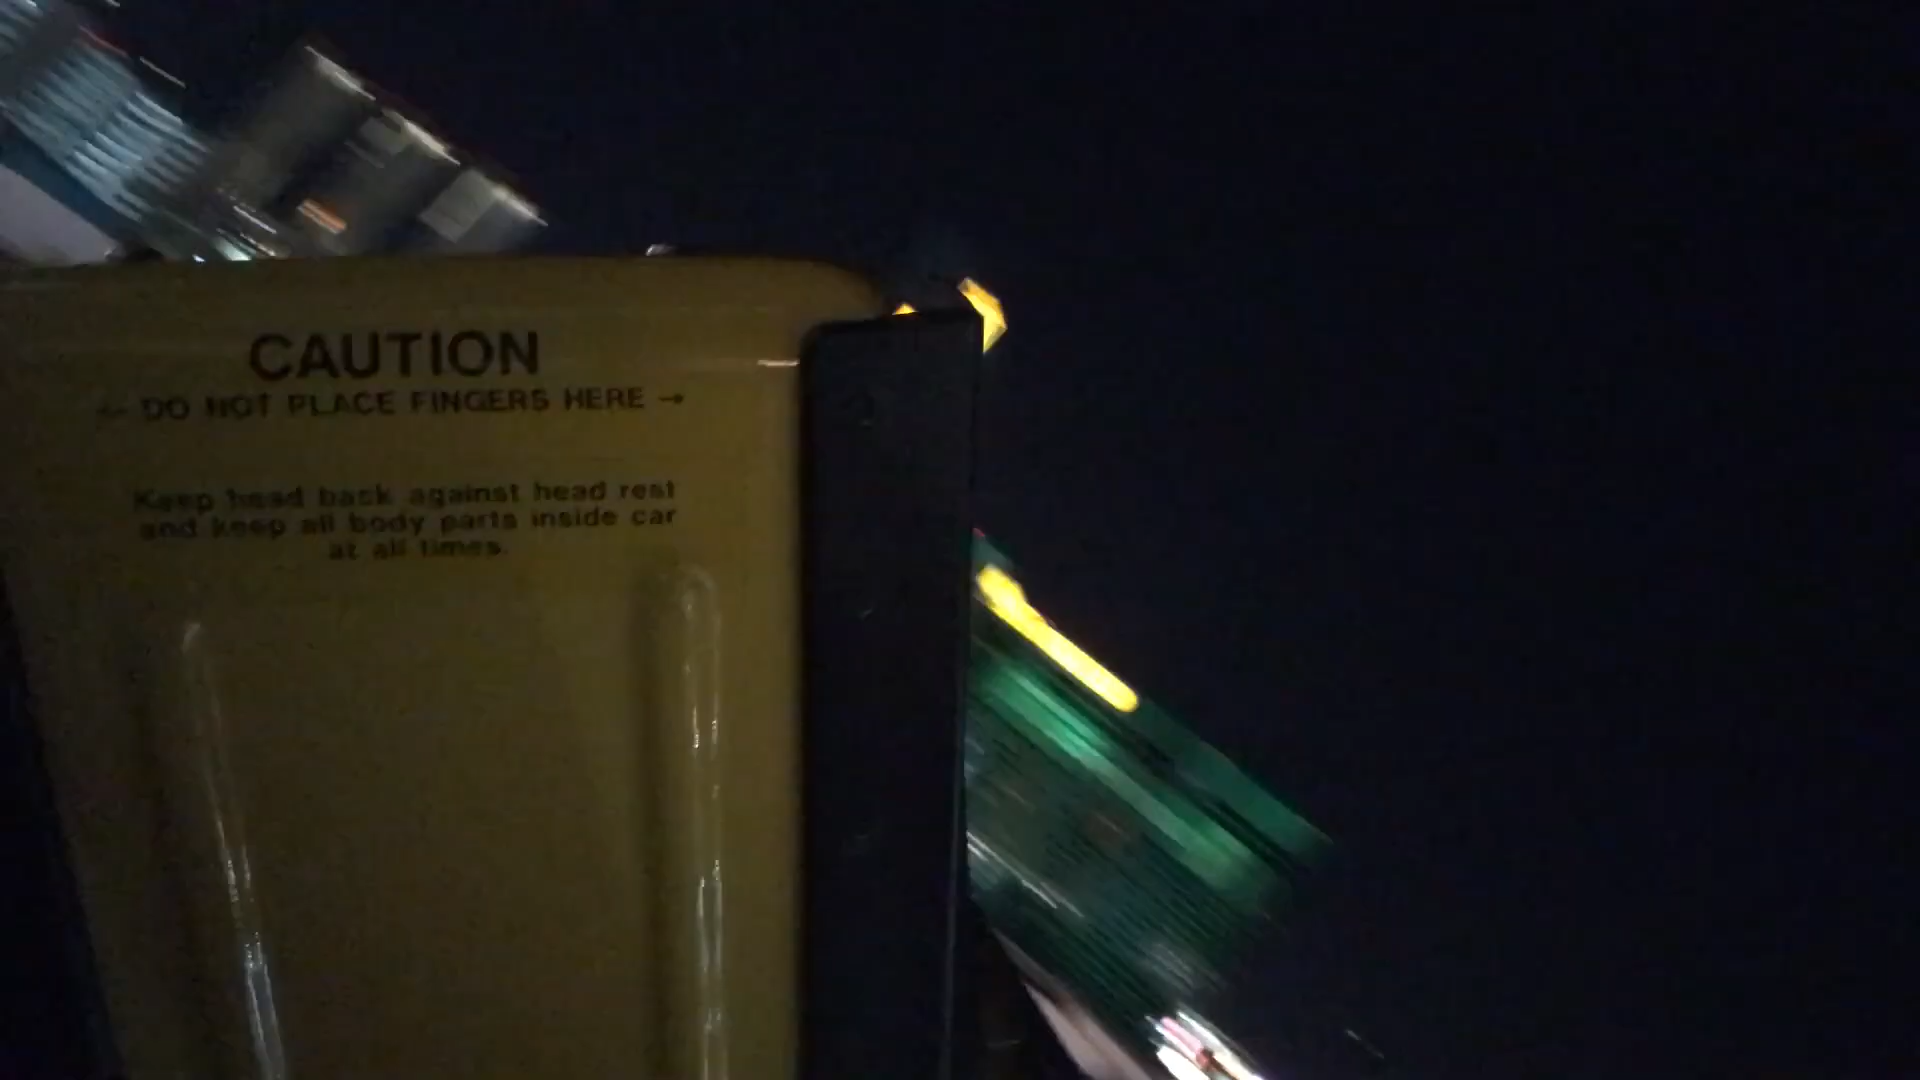 CAUTION
← DO NOT PLACE FINGERS HERE →
Keep head back against head rest
and keep all body parts inside car
at all times.